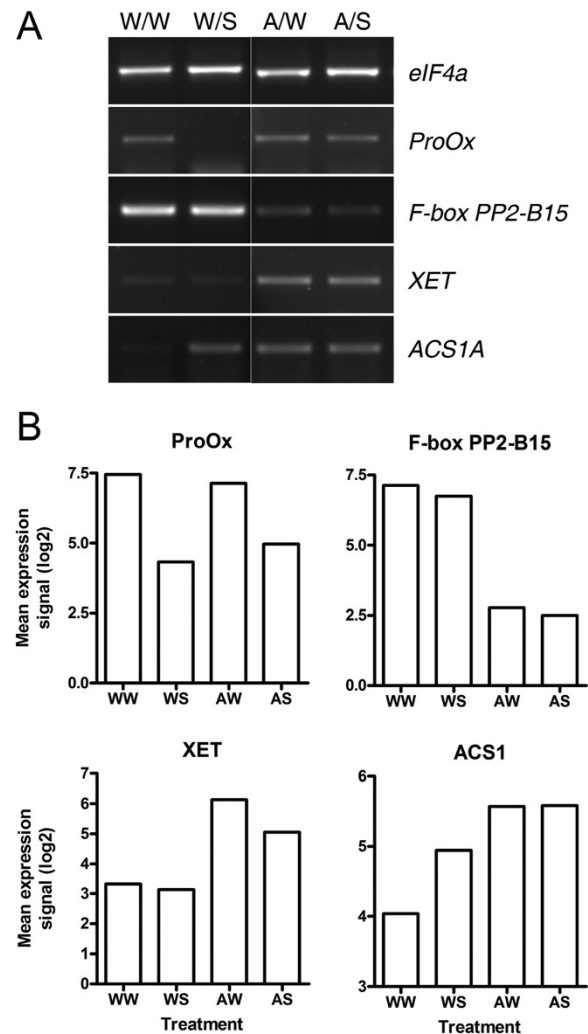 A
W/W W/S A/W A/S
eIF4a
ProOx
F-box PP2-B15
XET
ACS1A
B
ProOx
Mean expression
signal (log2)
7.5
5.0
2.5
0.0
WW WS AW AS
F-box PP2-B15
7.5
5.0
2.5
0.0
WW WS AW AS
XET
Mean expression
signal (log2)
7
6
5
4
3
2
1
0
WW WS AW AS
Treatment
ACS1
6
5
4
3
WW WS AW AS
Treatment